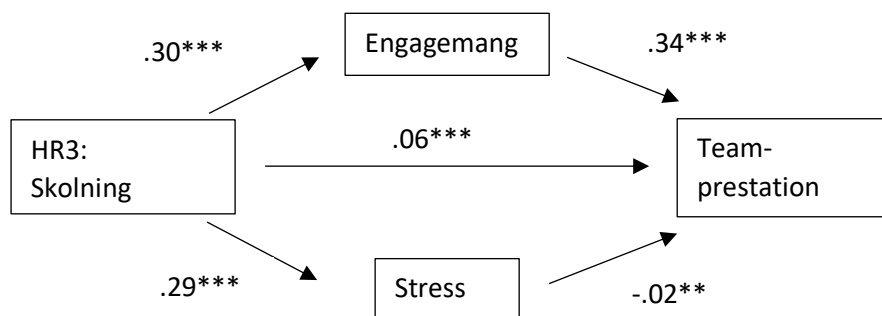 Engagemang
.30***
.34***
HR3:
Skolning
.06***
Team-
prestation
.29***
Stress
-.02**